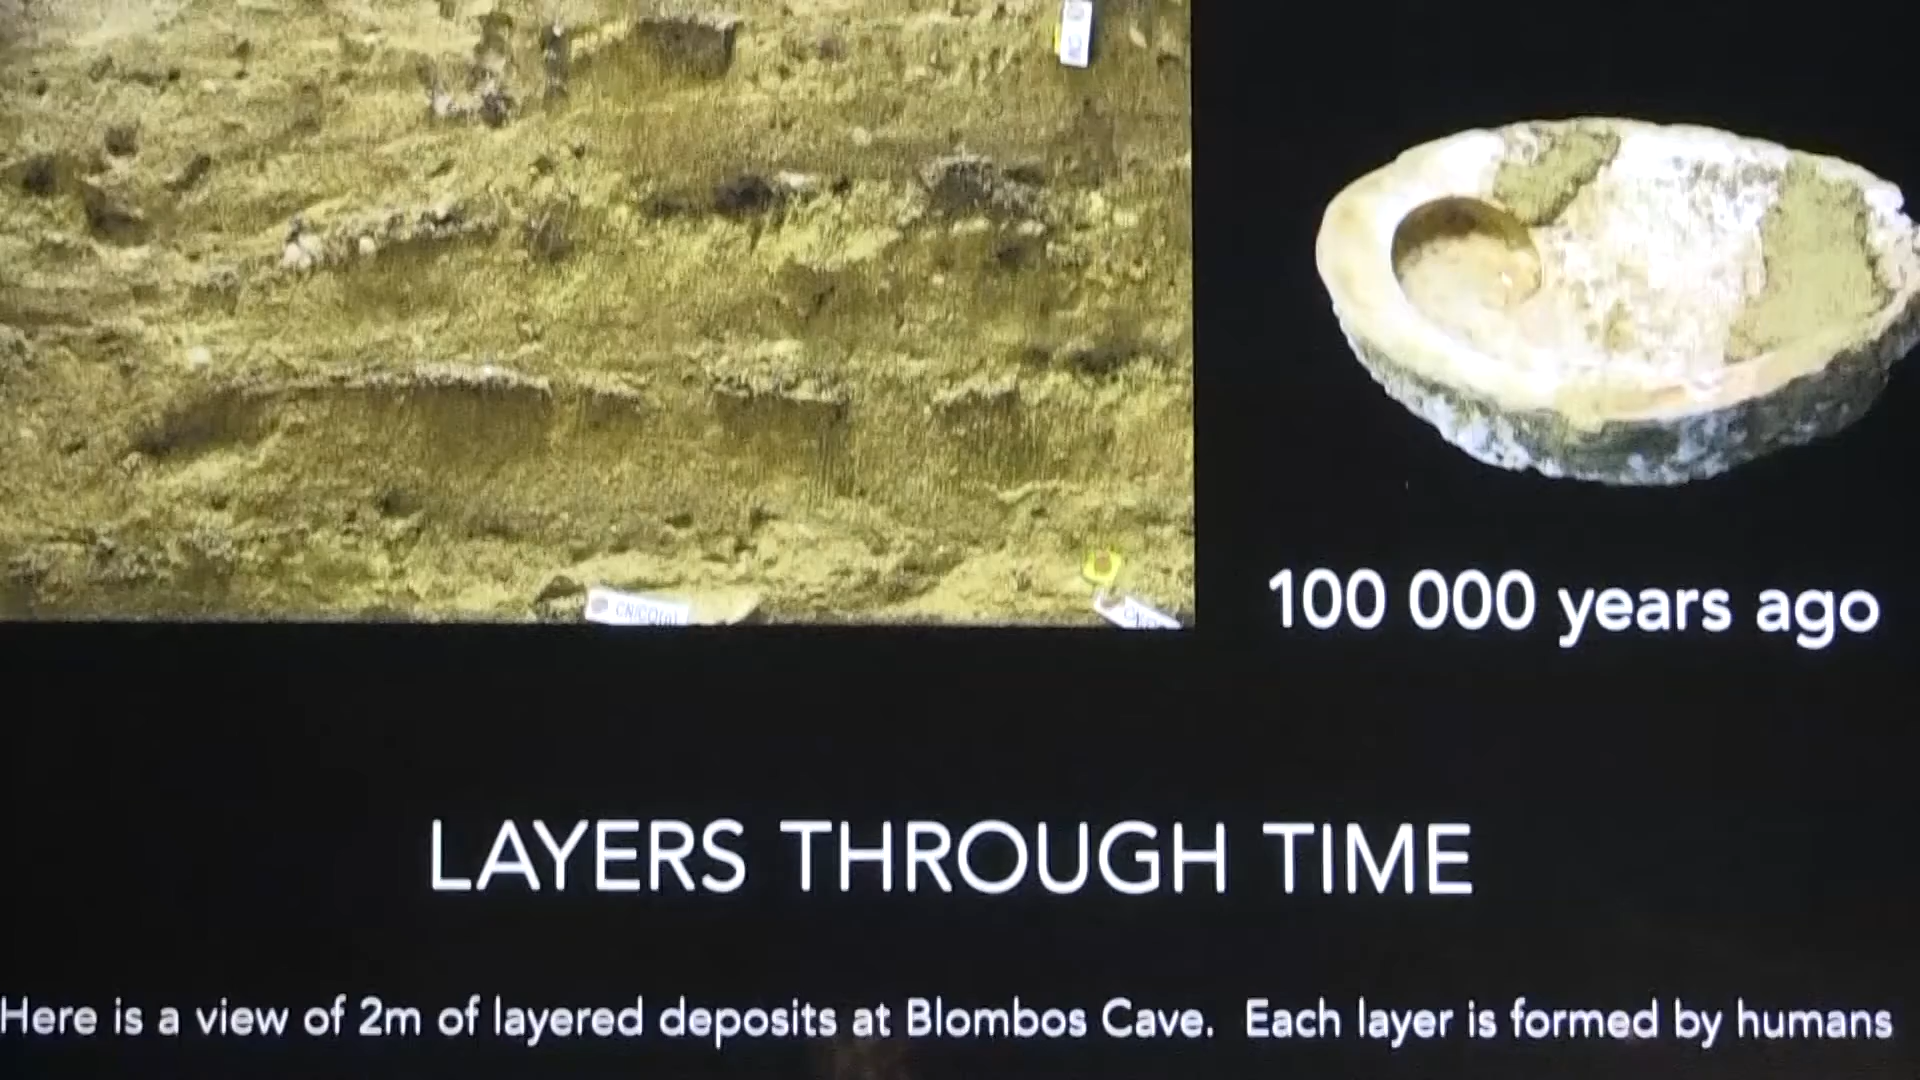 100 000 years ago
LAYERS THROUGH TIME
Here is a view of 2m of layered deposits at Blombos Cave. Each layer is formed by humans